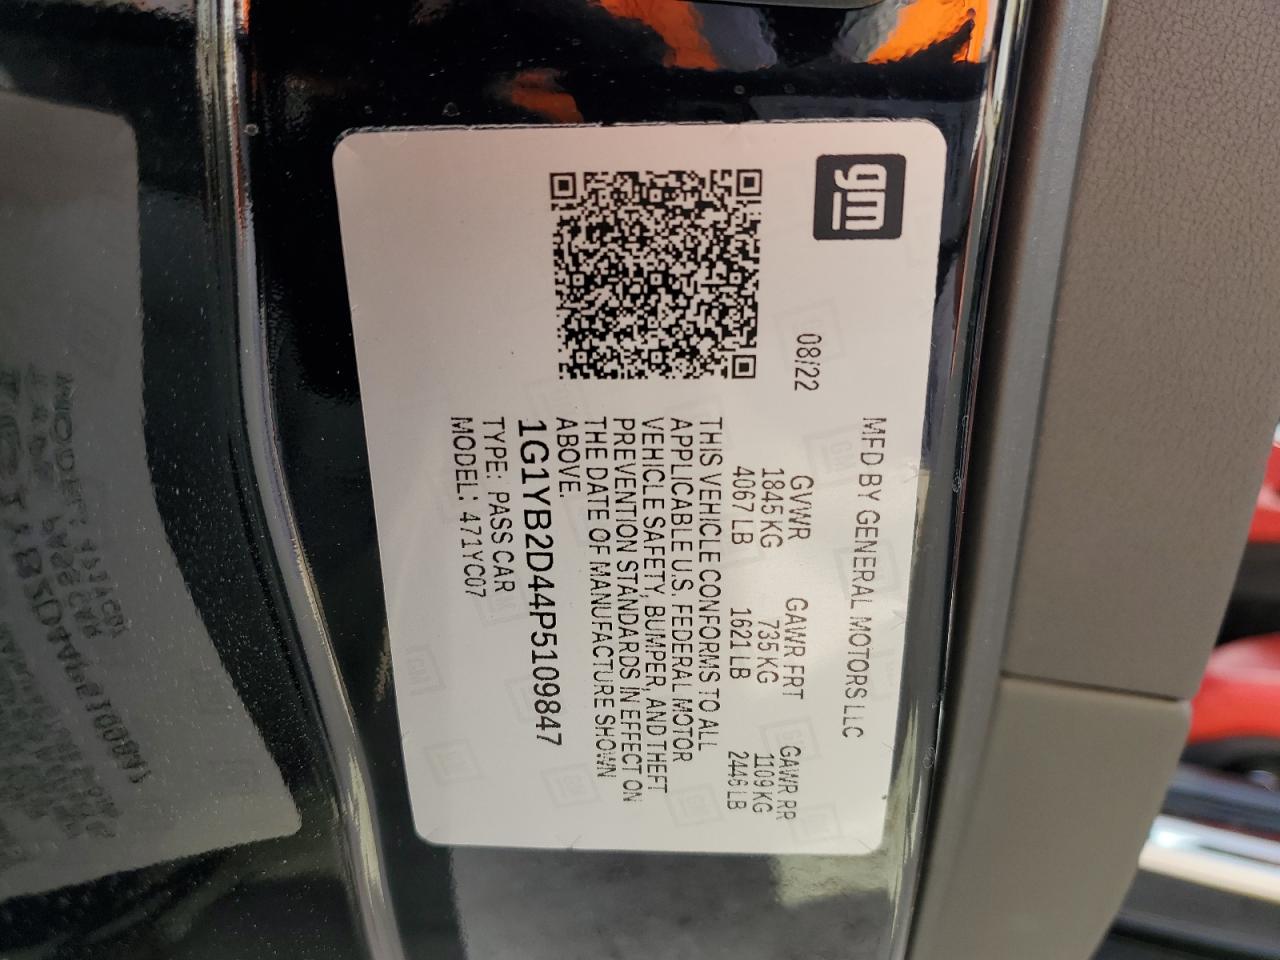 gm
MFD BY GENERAL MOTORS LLC
08/22
GVWR GAWR FRT GAWR RR
1845 KG 735 KG 1109 KG
4067 LB 1621 LB 2446 LB
THIS VEHICLE CONFORMS TO ALL
APPLICABLE U.S. FEDERAL MOTOR
VEHICLE SAFETY, BUMPER, AND THEFT
PREVENTION STANDARDS IN EFFECT ON
THE DATE OF MANUFACTURE SHOWN
ABOVE.
1G1YB2D44P5109847
TYPE: PASS CAR
MODEL: 471YC07